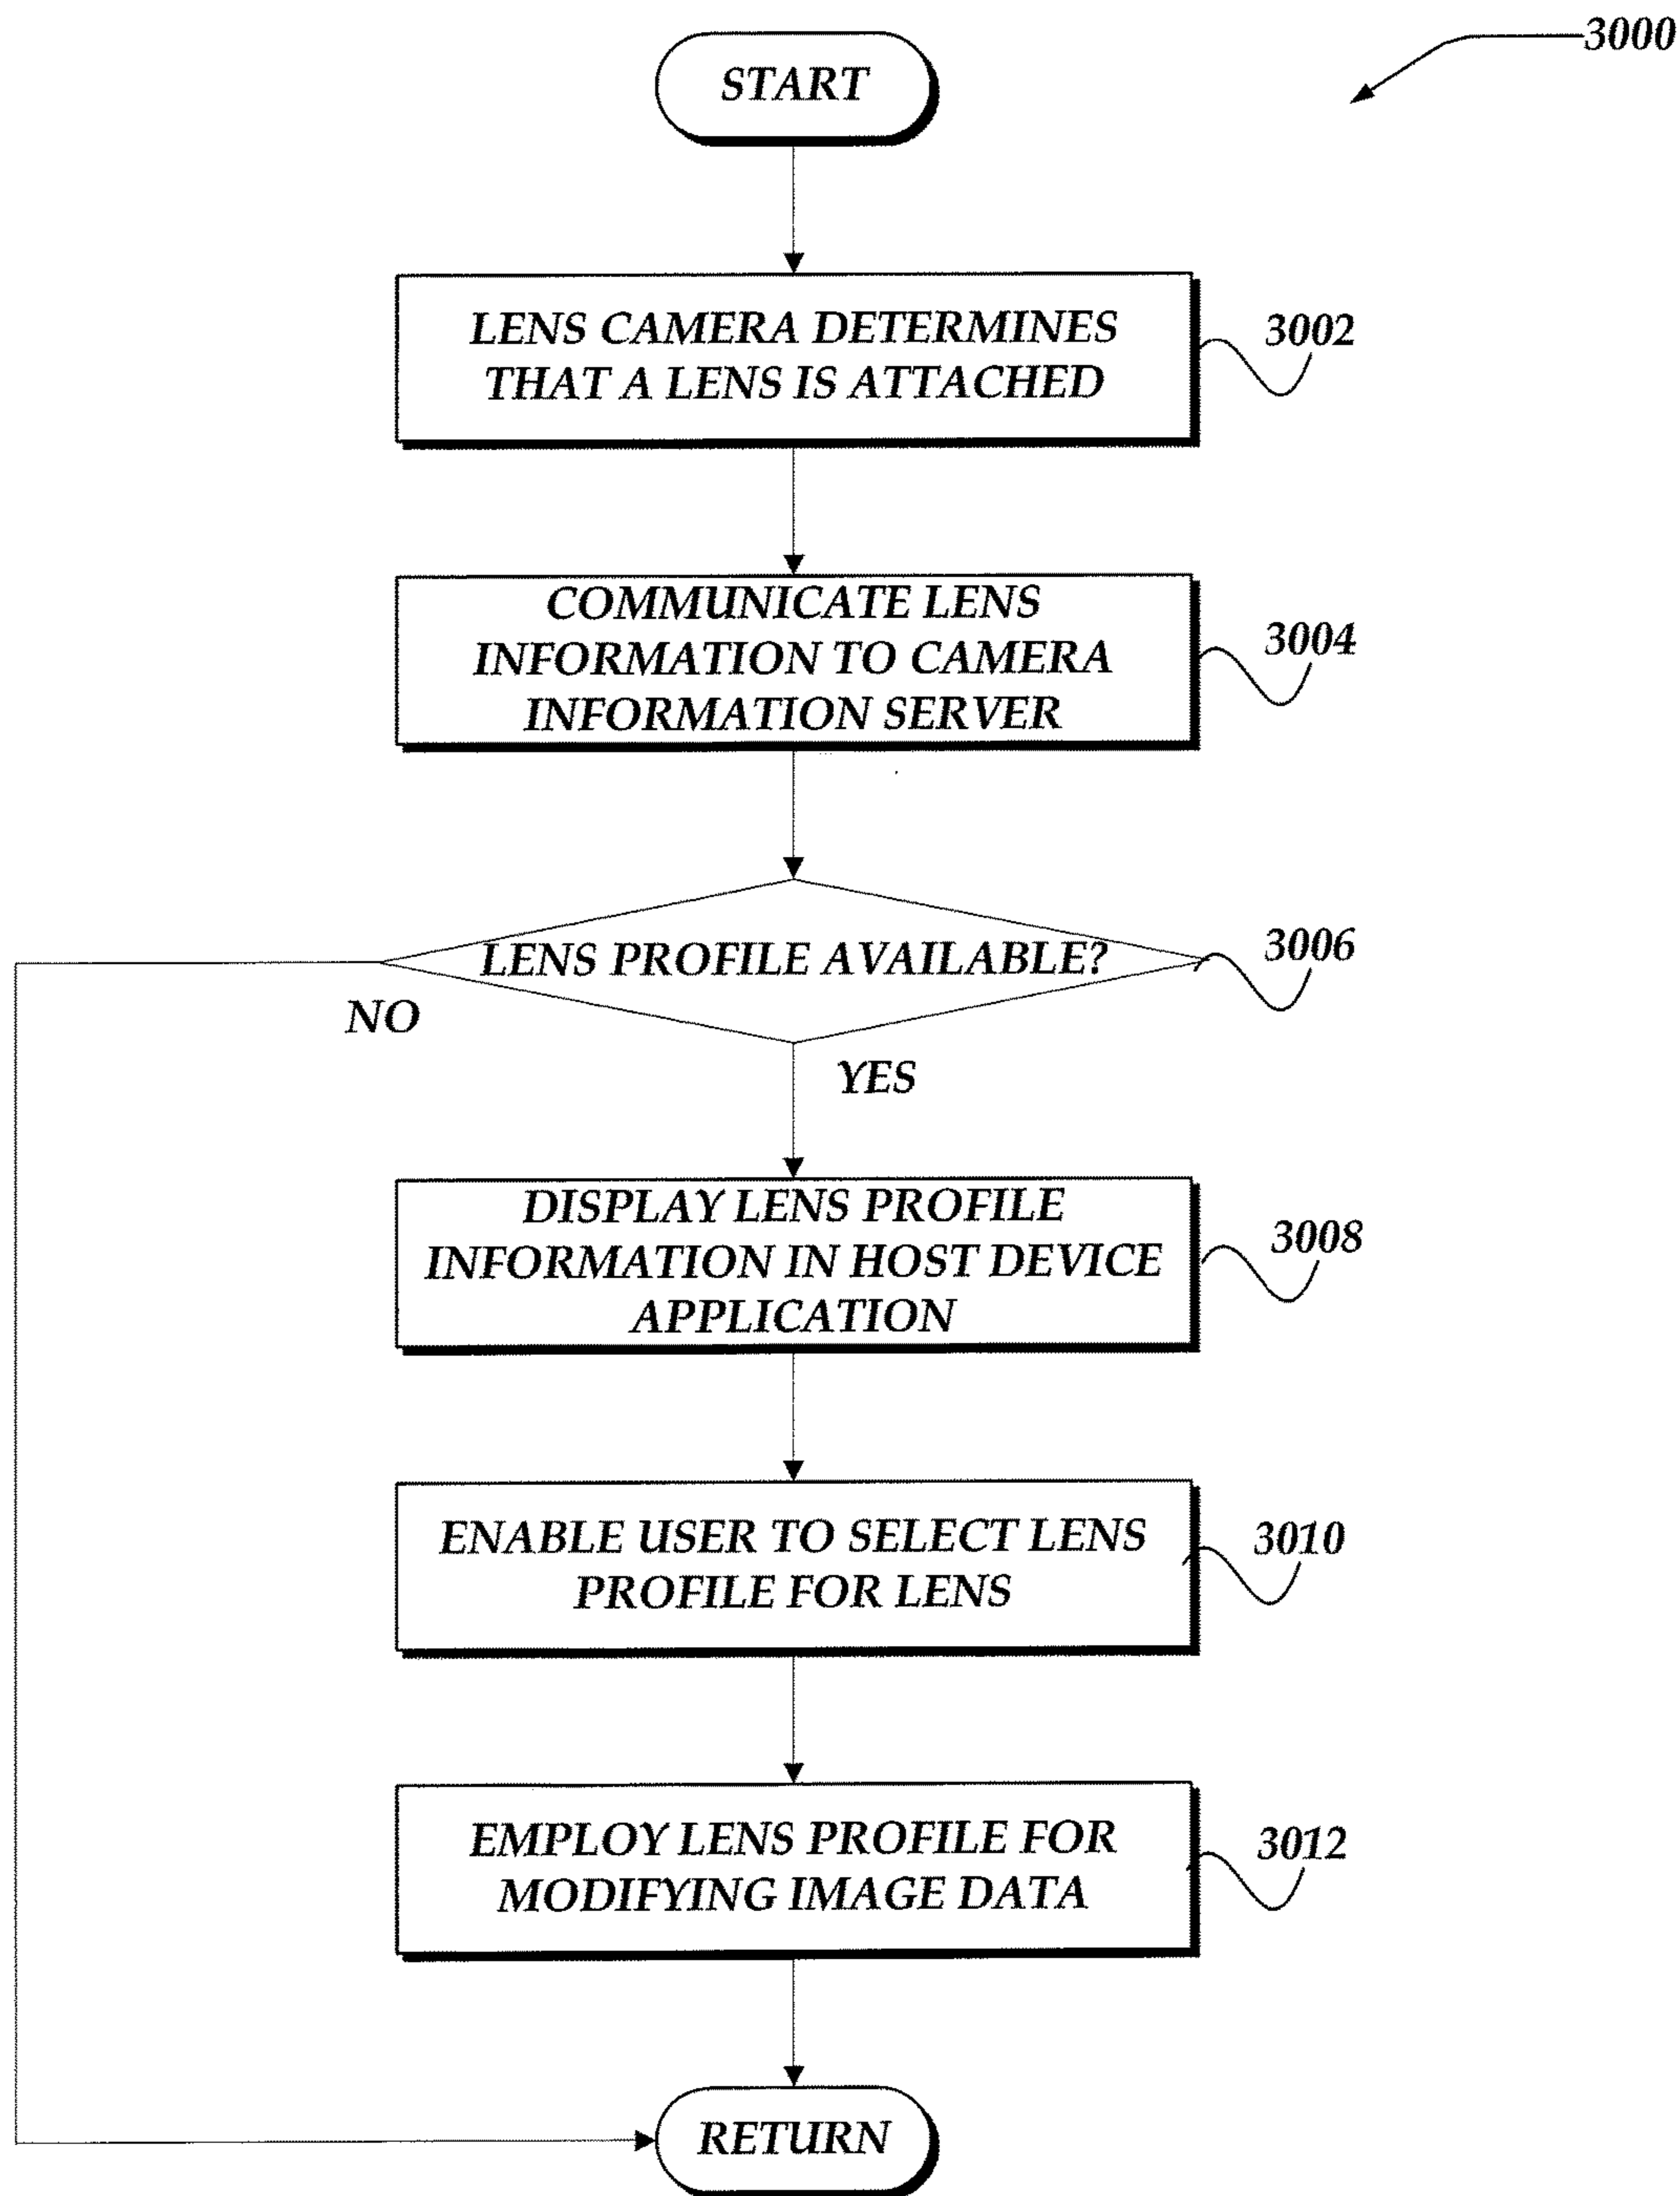 3000
START
LENS CAMERA DETERMINES
THAT A LENS IS ATTACHED
3002
COMMUNICATE LENS
INFORMATION TO CAMERA
INFORMATION SERVER
3004
LENS PROFILE AVAILABLE?
3006
NO
YES
DISPLAY LENS PROFILE
INFORMATION IN HOST DEVICE
APPLICATION
3008
ENABLE USER TO SELECT LENS
PROFILE FOR LENS
3010
EMPLOY LENS PROFILE FOR
MODIFYING IMAGE DATA
3012
RETURN